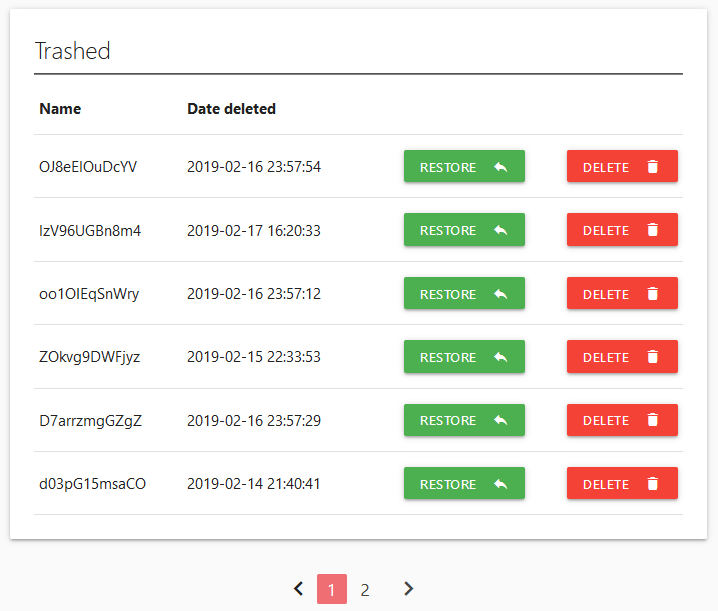 Trashed
Name Date deleted
OJ8eElOuDcYV 2019-02-16 23:57:54 RESTORE DELETE
IzV96UGBn8m4 2019-02-17 16:20:33 RESTORE DELETE
oo1OIEqSnWry 2019-02-16 23:57:12 RESTORE DELETE
ZOkvg9DWFjyz 2019-02-15 22:33:53 RESTORE DELETE
D7arrzmgGZgZ 2019-02-16 23:57:29 RESTORE DELETE
d03pG15msaCO 2019-02-14 21:40:41 RESTORE DELETE
1 2